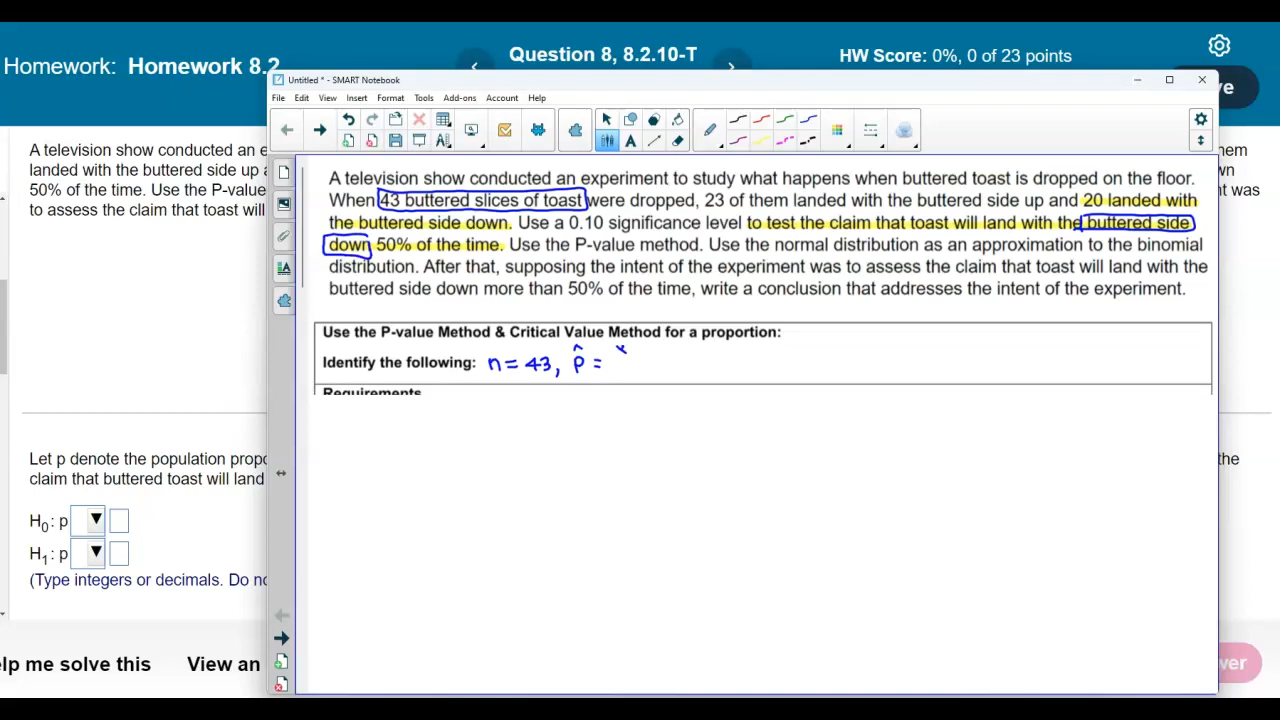 Homework: Homework 8.2
Question 8, 8.2.10-T
HW Score: 0%, 0 of 23 points
ve
Untitled * - SMART Notebook
File Edit View Insert Format Tools Add-ons Account Help
A television show conducted an e
landed with the buttered side up a
50% of the time. Use the P-value
to assess the claim that toast will
em
wn
t was
A television show conducted an experiment to study what happens when buttered toast is dropped on the floor.
When 43 buttered slices of toast were dropped, 23 of them landed with the buttered side up and 20 landed with
the buttered side down. Use a 0.10 significance level to test the claim that toast will land with the buttered side
down 50% of the time. Use the P-value method. Use the normal distribution as an approximation to the binomial
distribution. After that, supposing the intent of the experiment was to assess the claim that toast will land with the
buttered side down more than 50% of the time, write a conclusion that addresses the intent of the experiment.
Use the P-value Method & Critical Value Method for a proportion:
Identify the following: n = 43, p̂ = x
Requirements
Let p denote the population propo
claim that buttered toast will land
the
H0: p
H1: p
(Type integers or decimals. Do no
elp me solve this
View an
wer